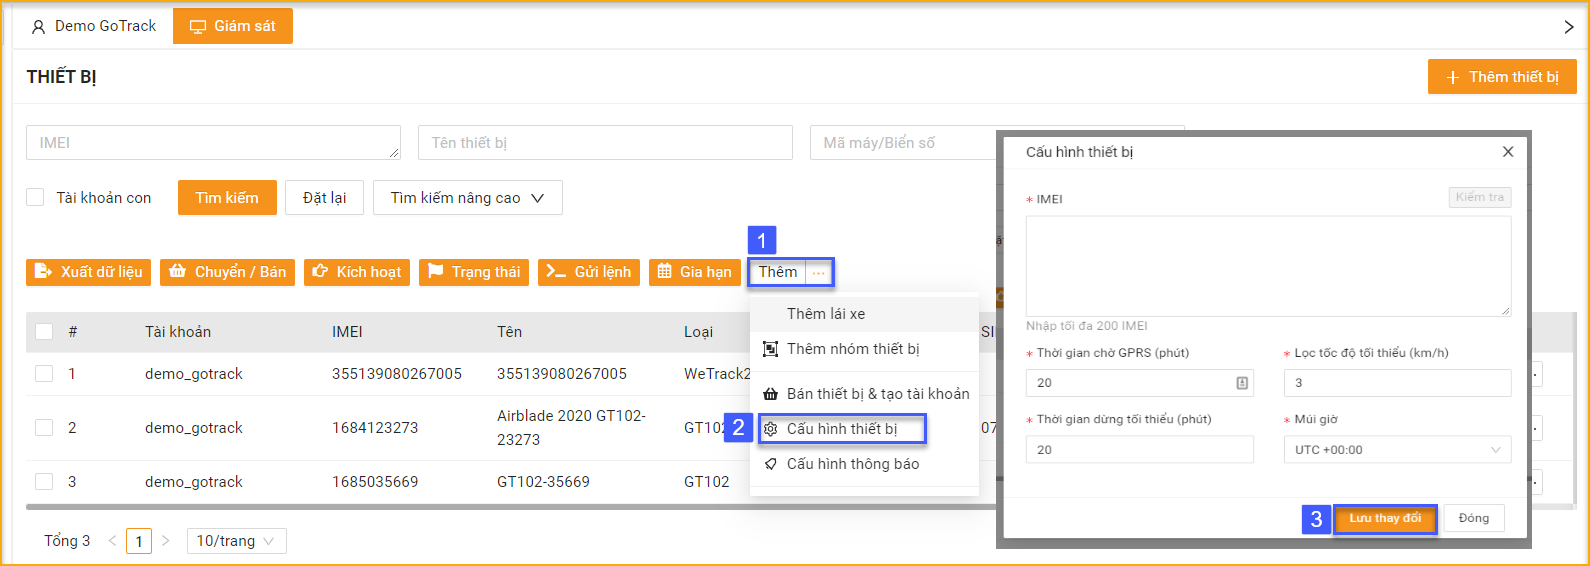 Demo GoTrack
Giám sát
THIẾT BỊ
Thêm thiết bị
IMEI
Tên thiết bị
Mã máy/Biển số
Tài khoản con
Tìm kiếm
Đặt lại
Tìm kiếm nâng cao
1
Xuất dữ liệu
Chuyển / Bán
Kích hoạt
Trạng thái
Gửi lệnh
Gia hạn
Thêm
# Tài khoản IMEI Tên Loại SI
1 demo_gotrack 355139080267005 355139080267005 WeTrack2
2 demo_gotrack 1684123273 Airblade 2020 GT102-
23273 GT102 07
3 demo_gotrack 1685035669 GT102-35669 GT102
Tổng 3 < 1 > 10/trang
Thêm lái xe
Thêm nhóm thiết bị
Bán thiết bị & tạo tài khoản
2 Cấu hình thiết bị
Cấu hình thông báo
Cấu hình thiết bị
* IMEI
Kiểm tra
Nhập tối đa 200 IMEI
* Thời gian chờ GPRS (phút)
20
* Lọc tốc độ tối thiểu (km/h)
3
* Thời gian dừng tối thiểu (phút)
20
* Múi giờ
UTC +00:00
3 Lưu thay đổi
Đóng